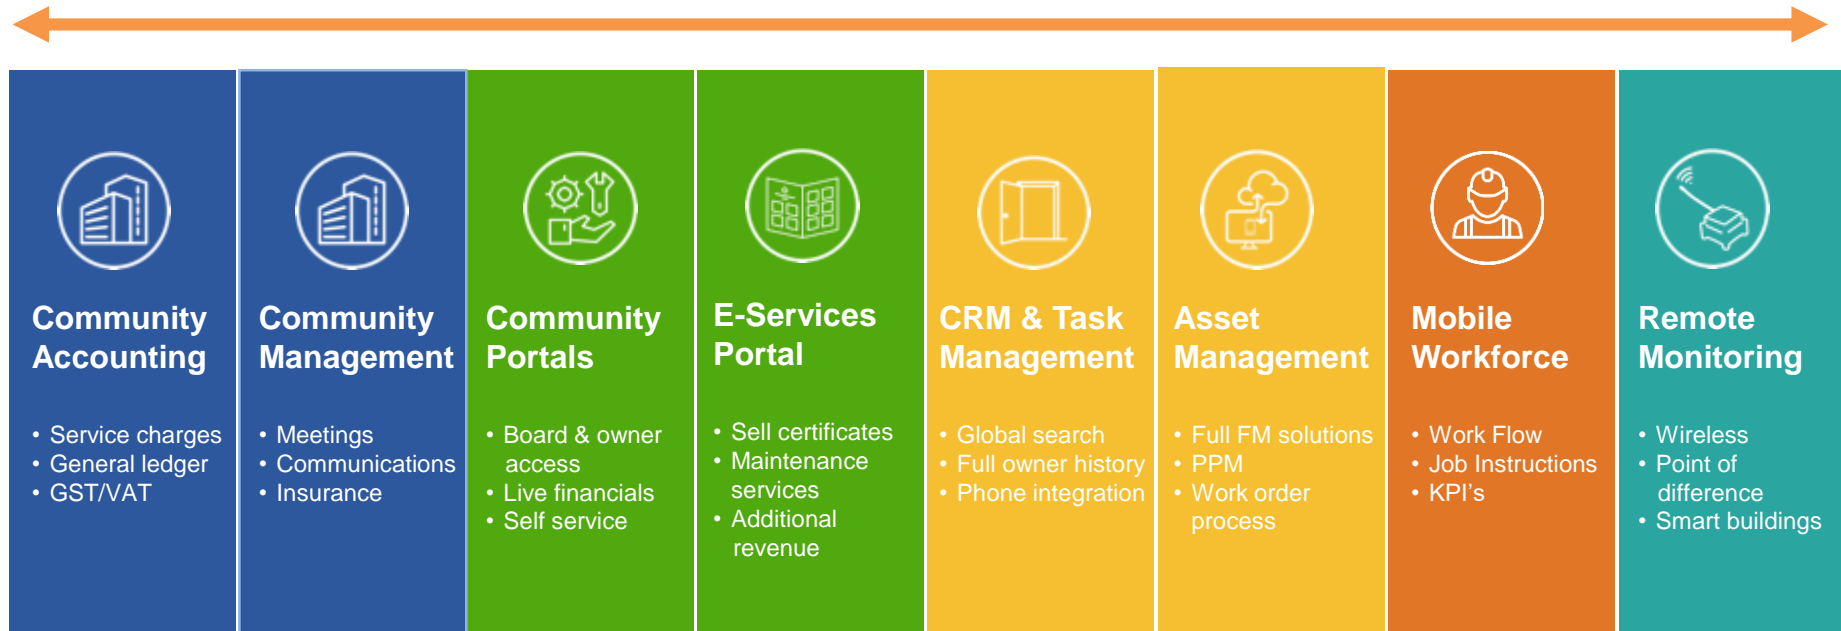 Community
Accounting
• Service charges
• General ledger
• GST/VAT
Community
Management
• Meetings
• Communications
• Insurance
Community
Portals
• Board & owner
access
• Live financials
• Self service
E-Services
Portal
• Sell certificates
• Maintenance
services
• Additional
revenue
CRM & Task
Management
• Global search
• Full owner history
• Phone integration
Asset
Management
• Full FM solutions
• PPM
• Work order
process
Mobile
Workforce
• Work Flow
• Job Instructions
• KPI’s
Remote
Monitoring
• Wireless
• Point of
difference
• Smart buildings